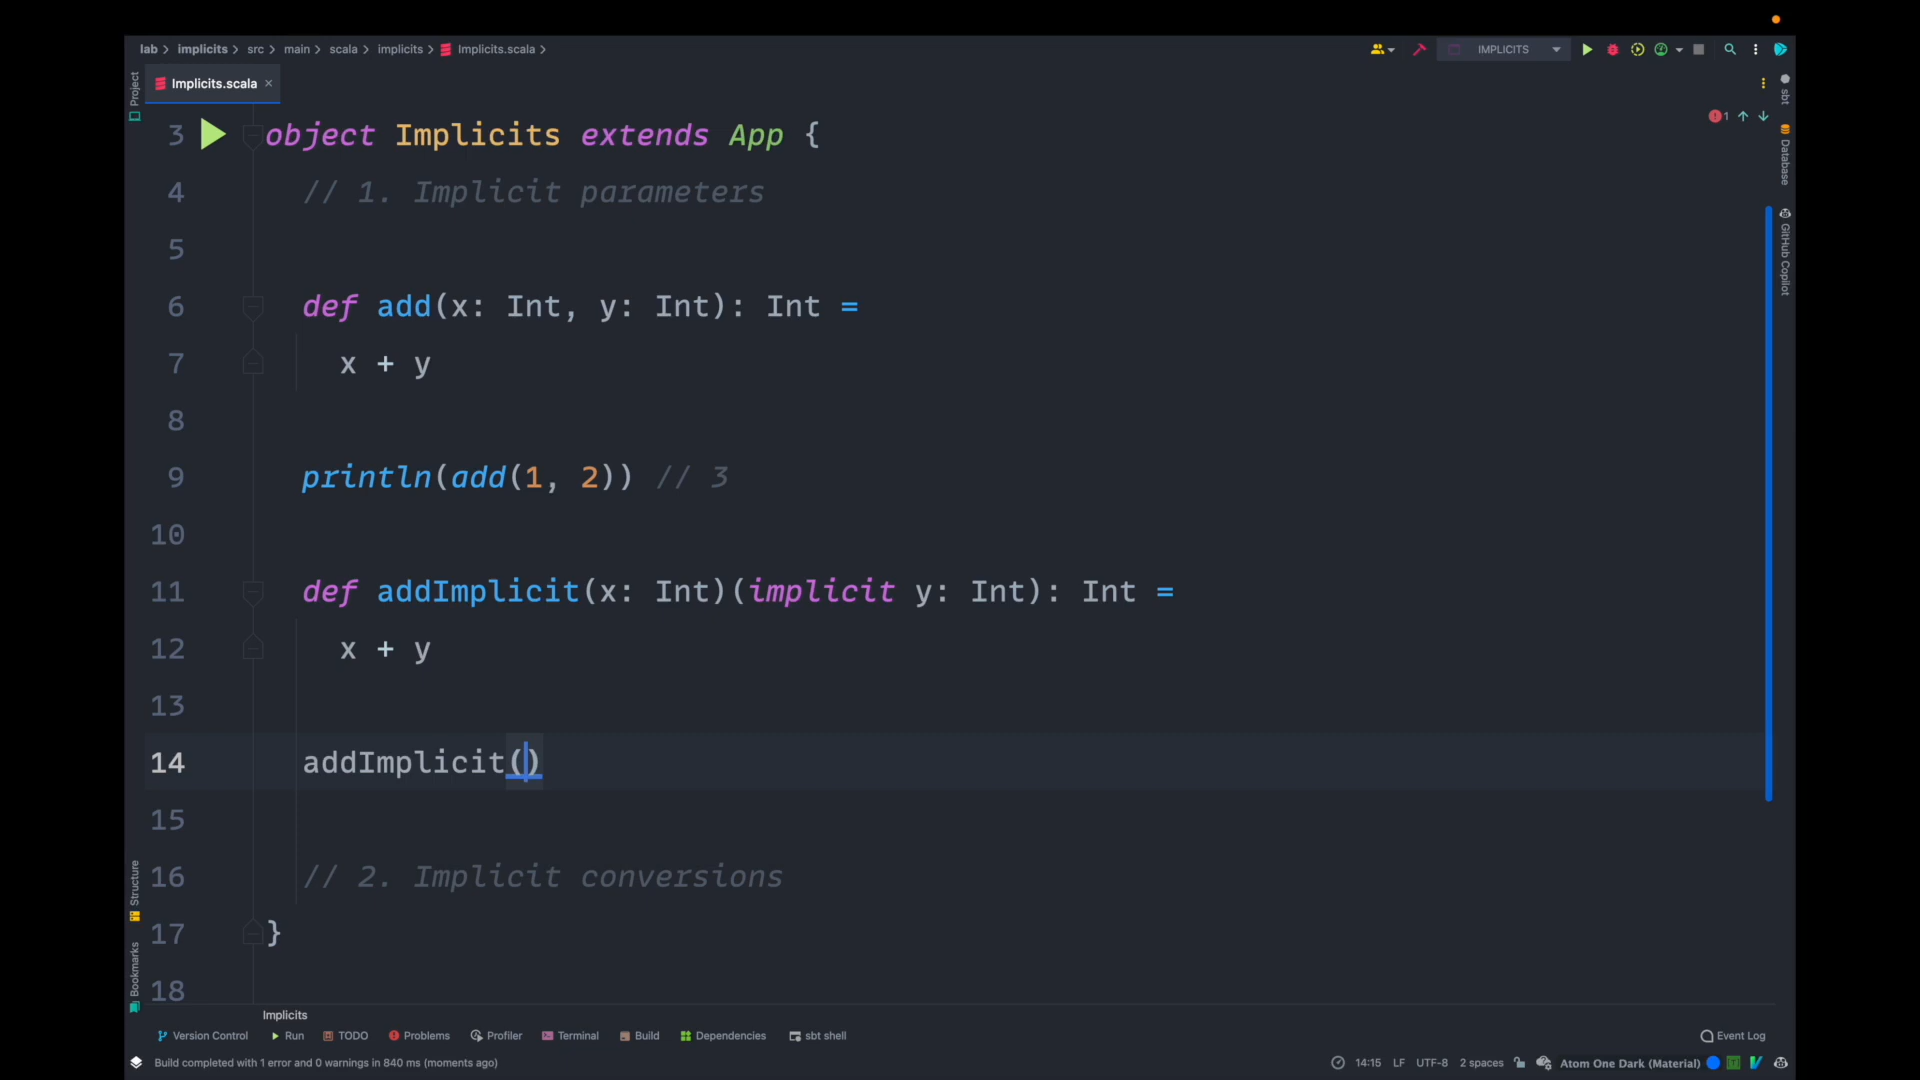 lab > implicits > src > main > scala > implicits > Implicits.scala >
IMPLICITS
Project
Implicits.scala ×
sbt
1
Database
GitHub Copilot
3 object Implicits extends App {
4 // 1. Implicit parameters
5
6 def add(x: Int, y: Int): Int =
7 x + y
8
9 println(add(1, 2)) // 3
10
11 def addImplicit(x: Int)(implicit y: Int): Int =
12 x + y
13
14 addImplicit()
15
16 // 2. Implicit conversions
17 }
18
Structure
Bookmarks
Implicits
Version Control Run TODO Problems Profiler Terminal Build Dependencies sbt shell Event Log
Build completed with 1 error and 0 warnings in 840 ms (moments ago) 14:15 LF UTF-8 2 spaces Atom One Dark (Material)